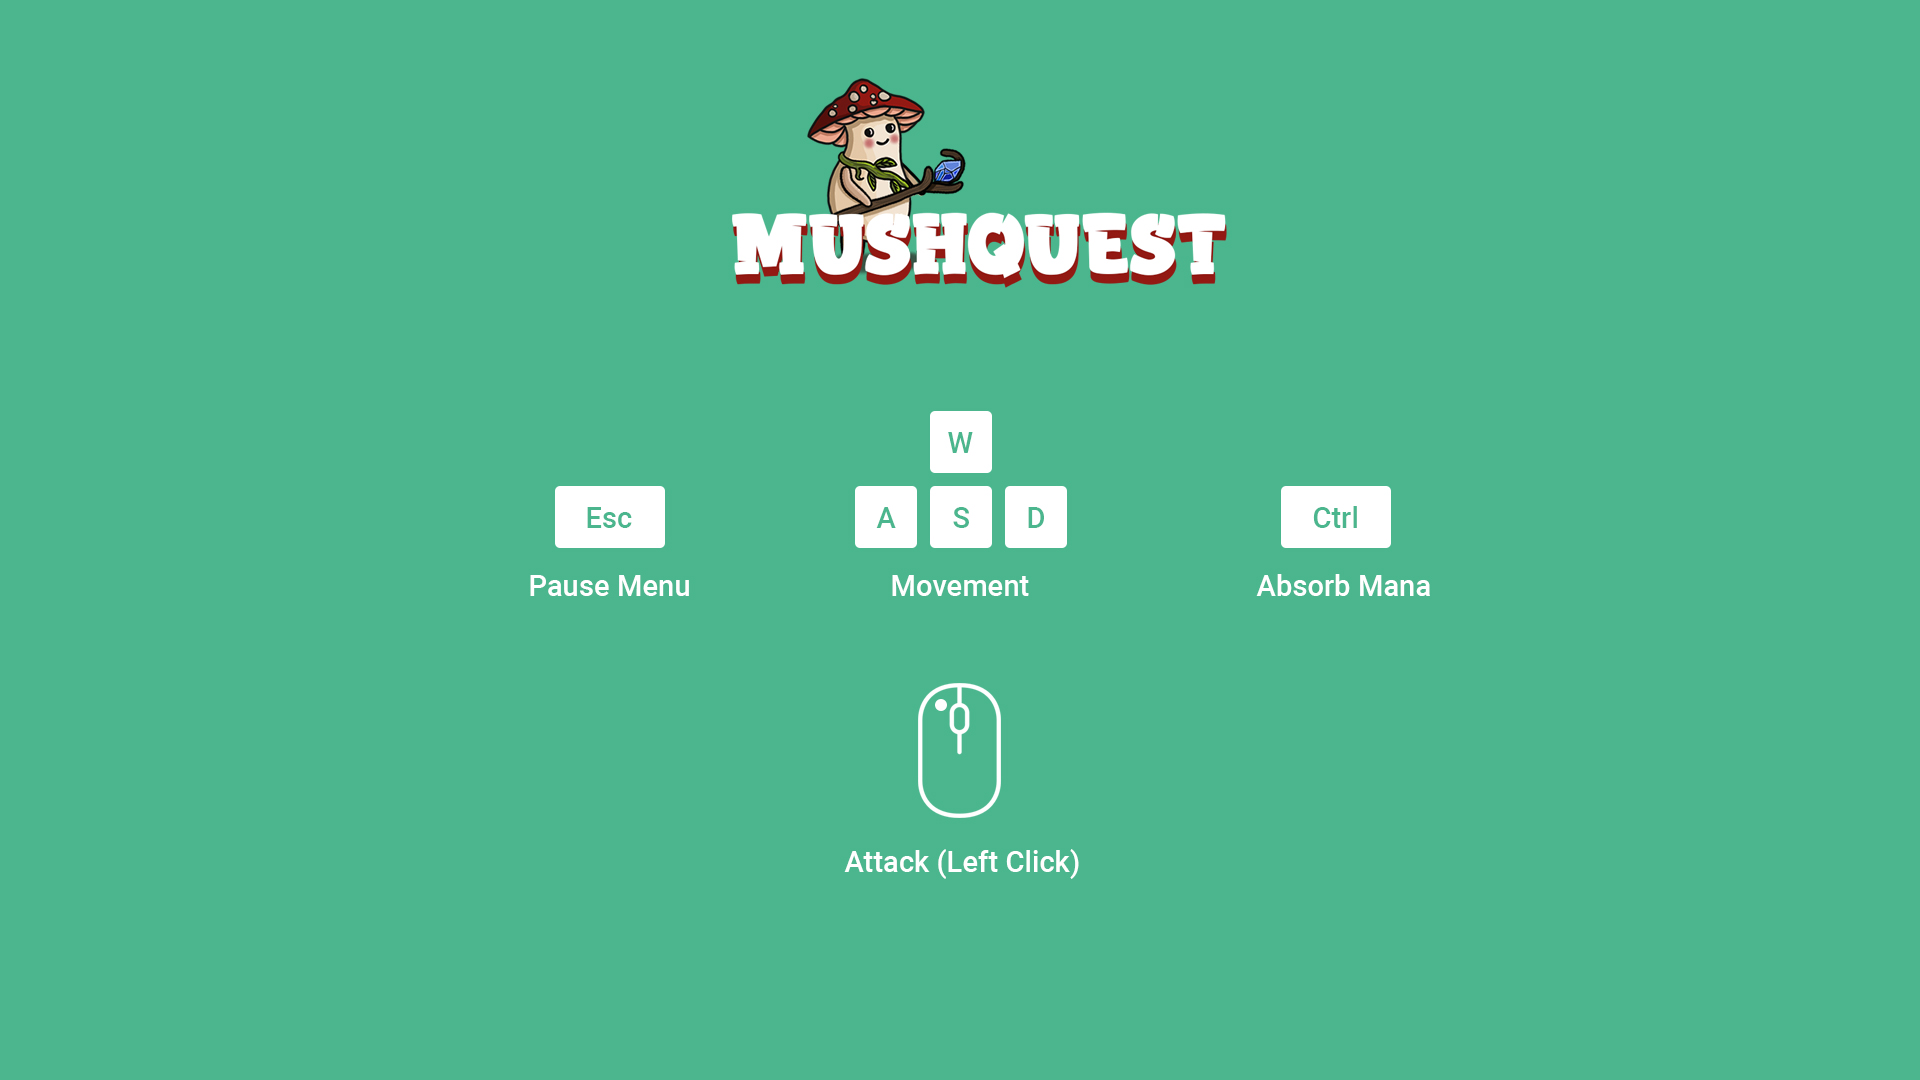 MUSHQUEST
W
Esc
A S D
Ctrl
Pause Menu
Movement
Absorb Mana
Attack (Left Click)